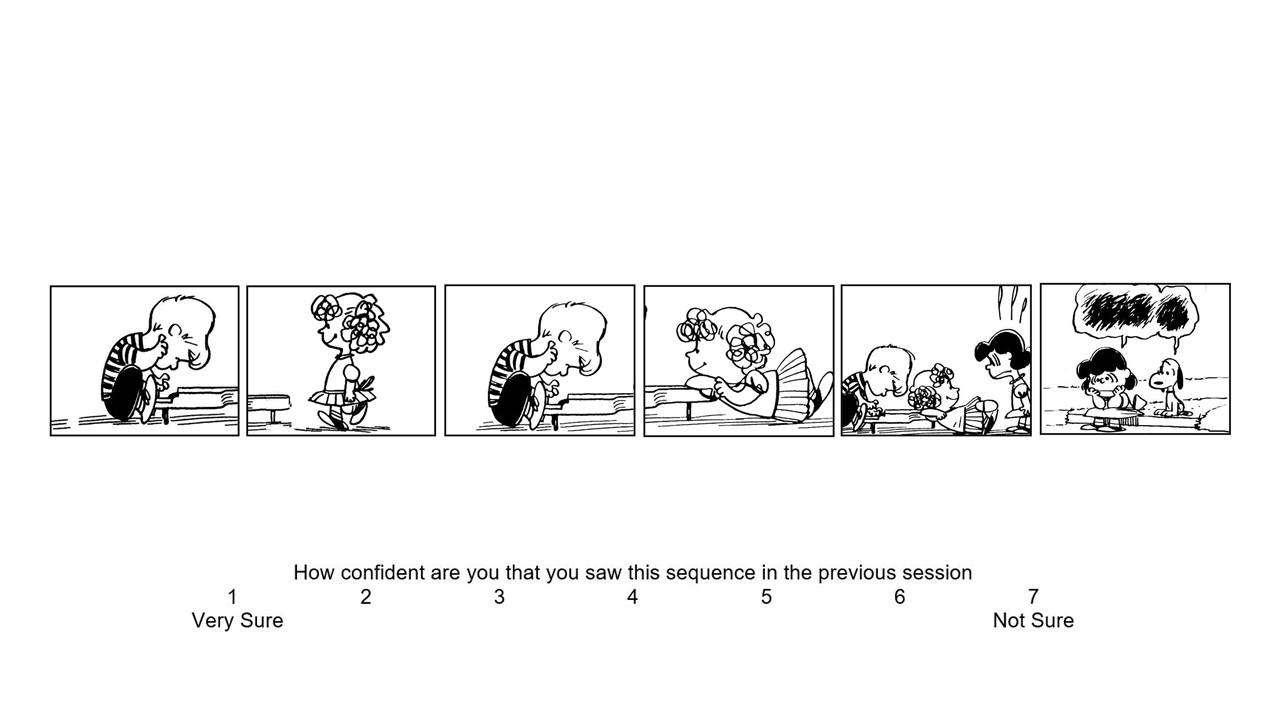 How confident are you that you saw this sequence in the previous session
1 2 3 4 5 6 7
Very Sure Not Sure